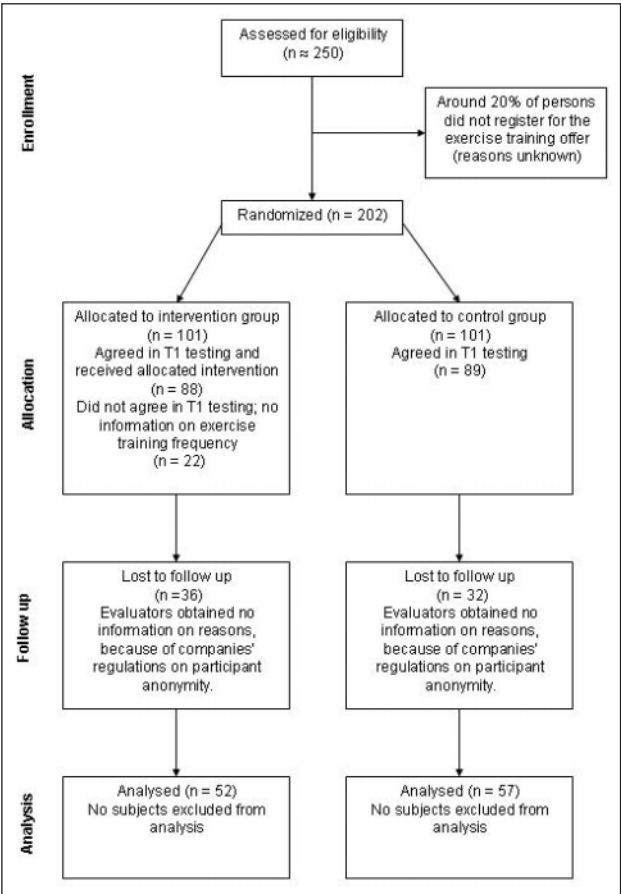 Assessed for eligibility
(n ≈ 250)
Enrollment
Around 20% of persons
did not register for the
exercise training offer
(reasons unknown)
Randomized (n = 202)
Allocation
Allocated to intervention group
(n = 101)
Agreed in T1 testing and
received allocated intervention
(n = 88)
Did not agree in T1 testing; no
information on exercise
training frequency
(n = 22)
Allocated to control group
(n = 101)
Agreed in T1 testing
(n = 89)
Follow up
Lost to follow up
(n =36)
Evaluators obtained no
information on reasons,
because of companies'
regulations on participant
anonymity.
Lost to follow up
(n = 32)
Evaluators obtained no
information on reasons,
because of companies'
regulations on participant
anonymity.
Analysis
Analysed (n = 52)
No subjects excluded from
analysis
Analysed (n = 57)
No subjects excluded from
analysis